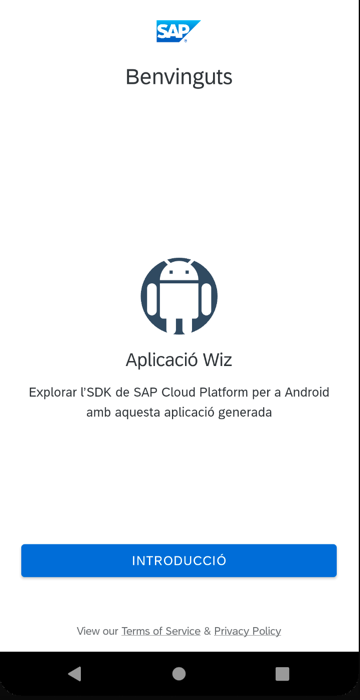 SAP
Benvinguts
Aplicació Wiz
Explorar l'SDK de SAP Cloud Platform per a Android
amb aquesta aplicació generada
INTRODUCCIÓ
View our Terms of Service & Privacy Policy